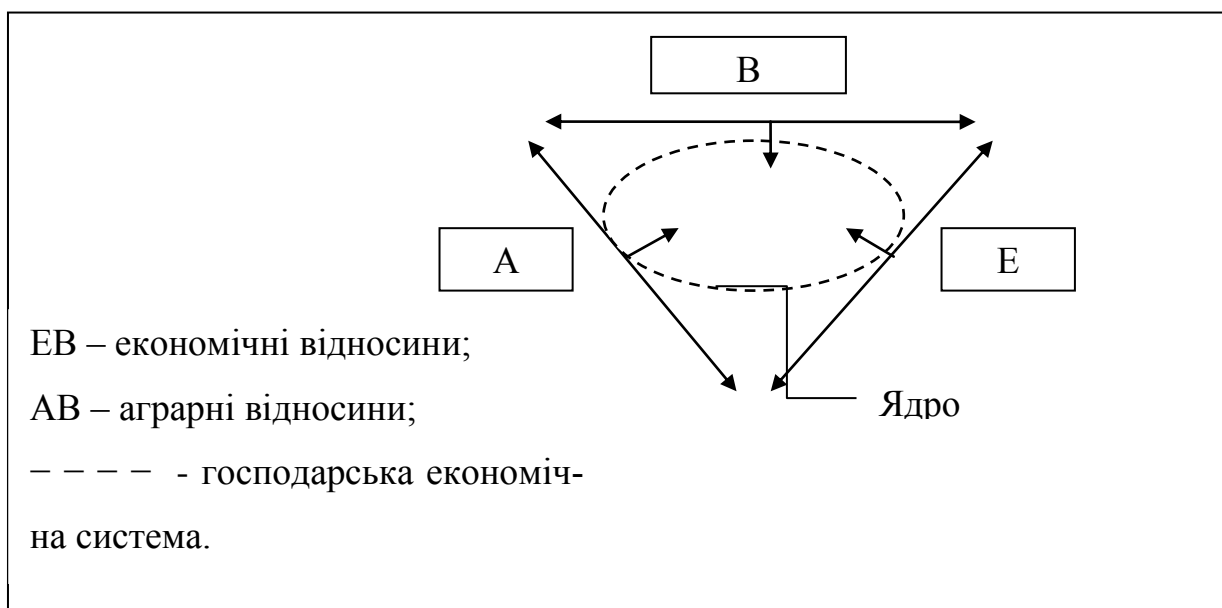 В
А
Е
ЕВ – економічні відносини;
АВ – аграрні відносини;
Ядро
– – – – - господарська економіч-
на система.